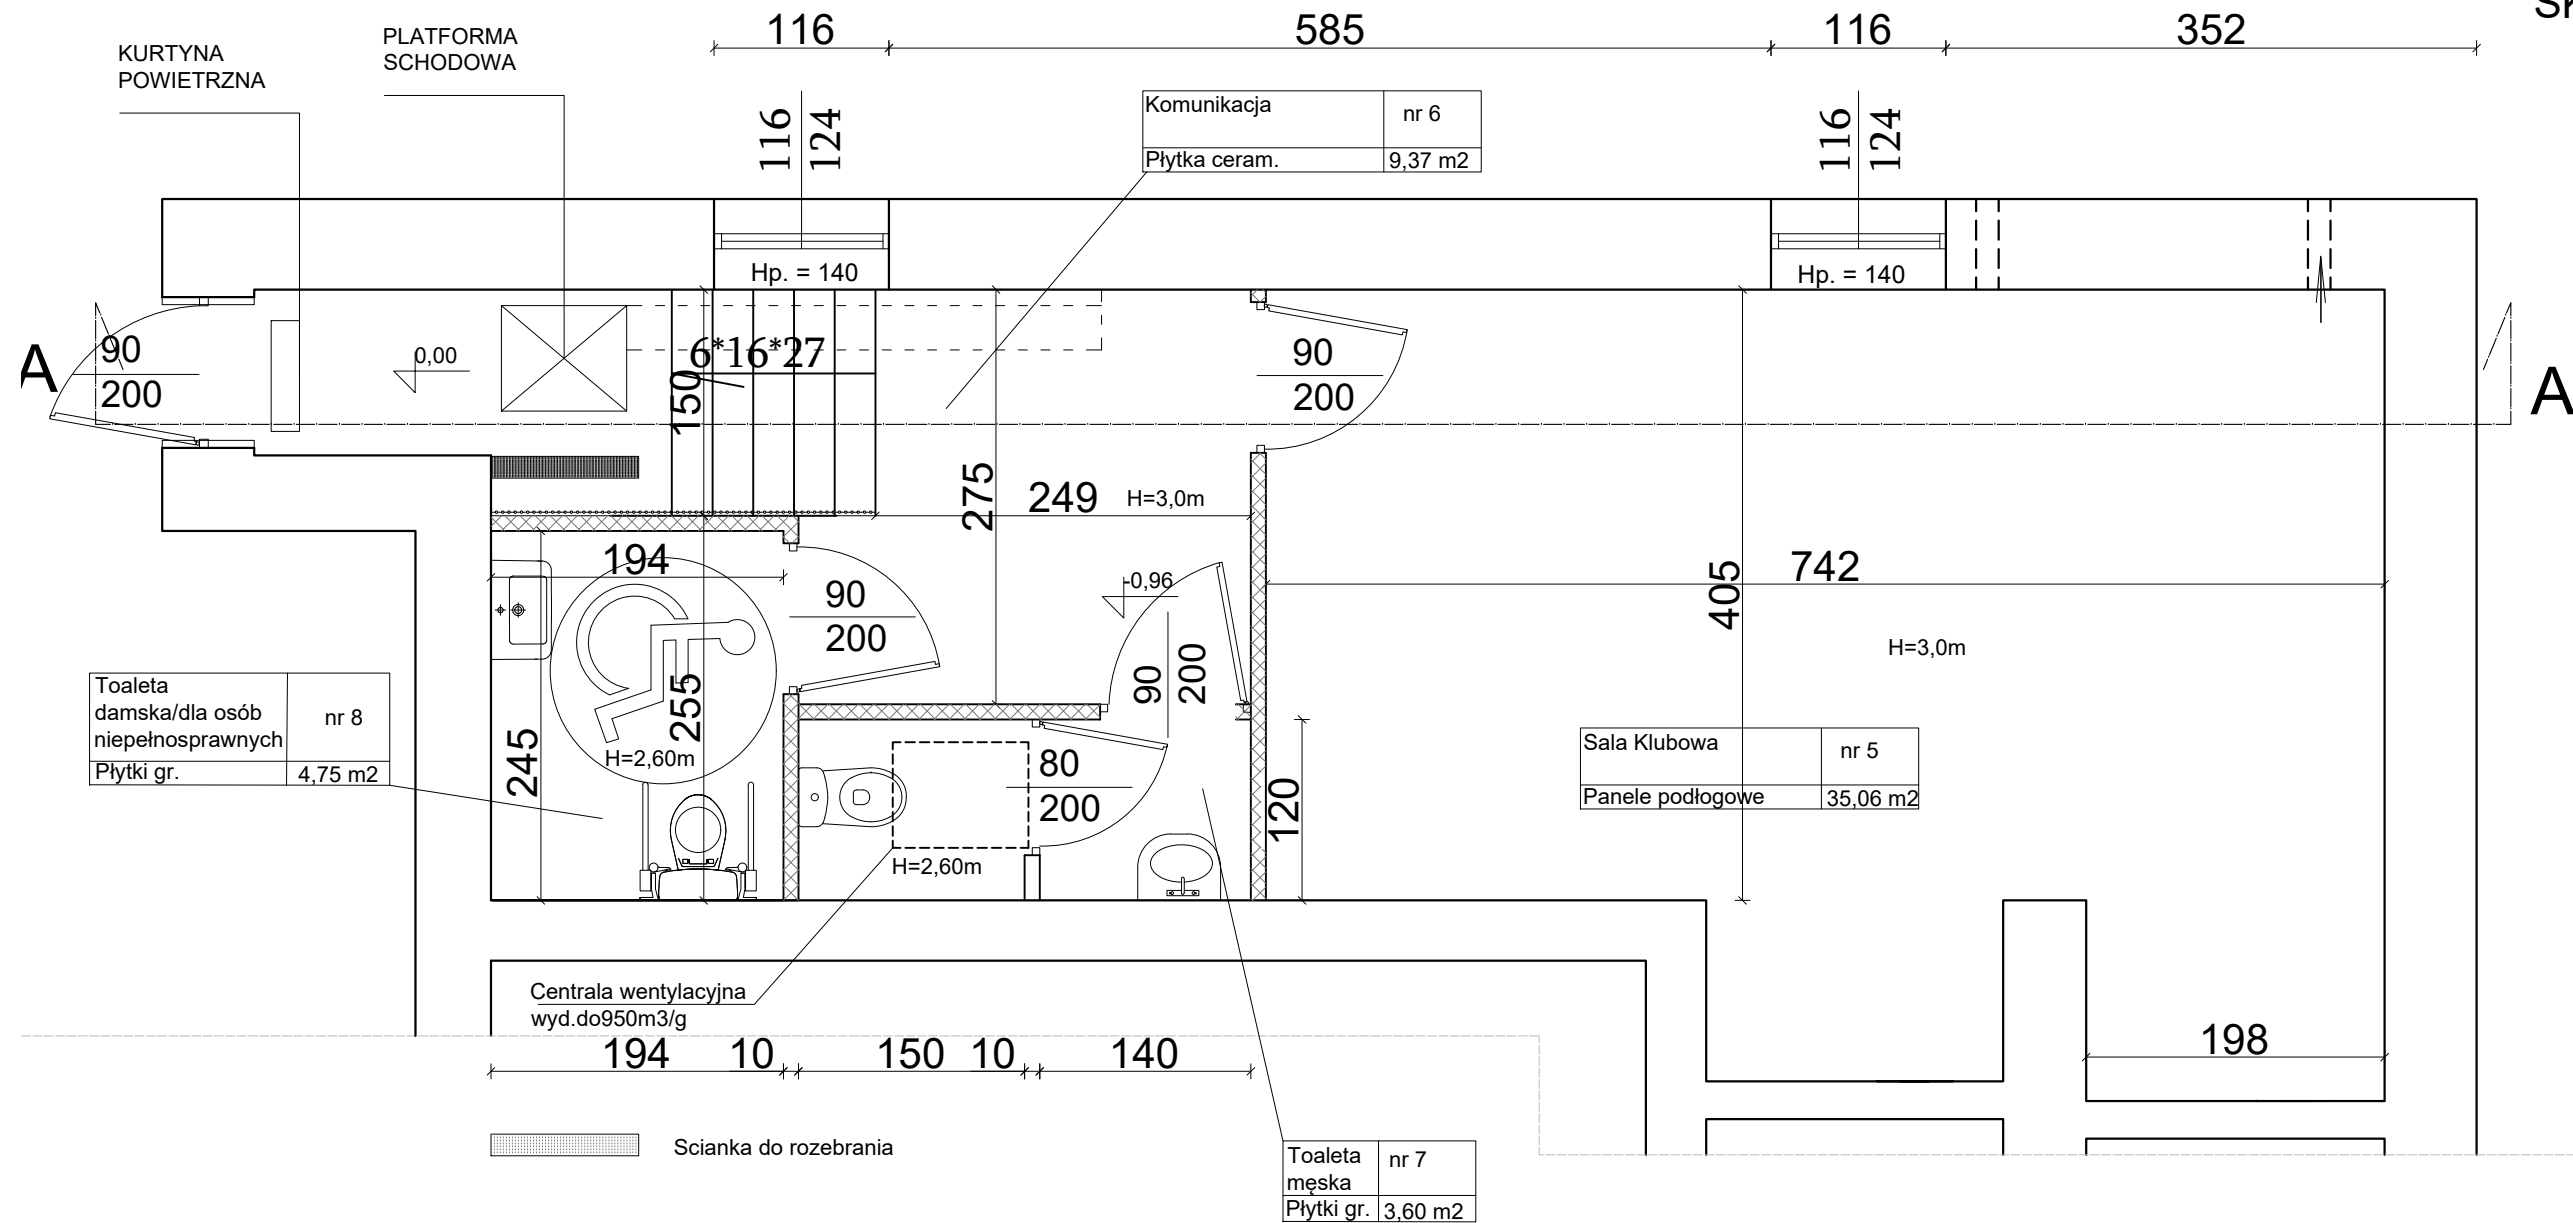 116
585
116
352
KURTYNA
POWIETRZNA
PLATFORMA
SCHODOWA
116
124
Komunikacja
nr 6
Płytka ceram.
9,37 m2
116
124
Hp. = 140
Hp. = 140
A
90
200
0,00
6*16*27
150
90
200
A
275
249
H=3,0m
194
90
200
-0,96
90
200
405
742
H=3,0m
Toaleta
damska/dla osób
niepełnosprawnych
nr 8
Płytki gr.
4,75 m2
245
255
H=2,60m
80
200
120
H=2,60m
Sala Klubowa
nr 5
Panele podłogowe
35,06 m2
Centrala wentylacyjna
wyd.do950m3/g
194
10
150
10
140
198
Scianka do rozebrania
Toaleta
męska
nr 7
Płytki gr.
3,60 m2